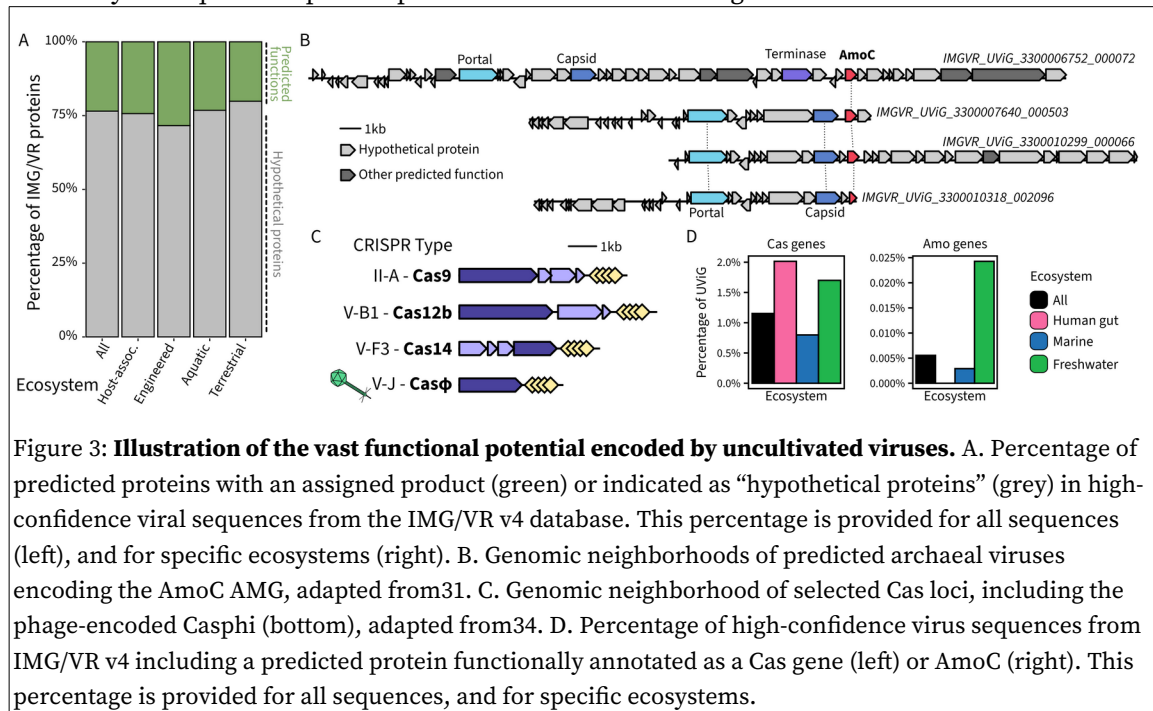 A
100%
75%
50%
25%
0%
Percentage of IMG/VR proteins
Predicted
functions
Hypothetical proteins
All
Host-assoc.
Engineered
Aquatic
Terrestrial
Ecosystem
B
Portal
Capsid
Terminase
AmoC
IMGVR_UViG_3300006752_000072
IMGVR_UViG_3300007640_000503
1kb
Hypothetical protein
Other predicted function
IMGVR_UViG_3300010299_000066
IMGVR_UViG_3300010318_002096
Portal
Capsid
C
CRISPR Type
1kb
II-A - Cas9
V-B1 - Cas12b
V-F3 - Cas14
V-J - Casϕ
D
Cas genes
Amo genes
Percentage of UViG
2.0%
1.5%
1.0%
0.5%
0.0%
Ecosystem
0.025%
0.020%
0.015%
0.010%
0.005%
0.000%
Ecosystem
Ecosystem
All
Human gut
Marine
Freshwater
Figure 3: Illustration of the vast functional potential encoded by uncultivated viruses. A. Percentage of
predicted proteins with an assigned product (green) or indicated as “hypothetical proteins” (grey) in high-
confidence viral sequences from the IMG/VR v4 database. This percentage is provided for all sequences
(left), and for specific ecosystems (right). B. Genomic neighborhoods of predicted archaeal viruses
encoding the AmoC AMG, adapted from31. C. Genomic neighborhood of selected Cas loci, including the
phage-encoded Casphi (bottom), adapted from34. D. Percentage of high-confidence virus sequences from
IMG/VR v4 including a predicted protein functionally annotated as a Cas gene (left) or AmoC (right). This
percentage is provided for all sequences, and for specific ecosystems.